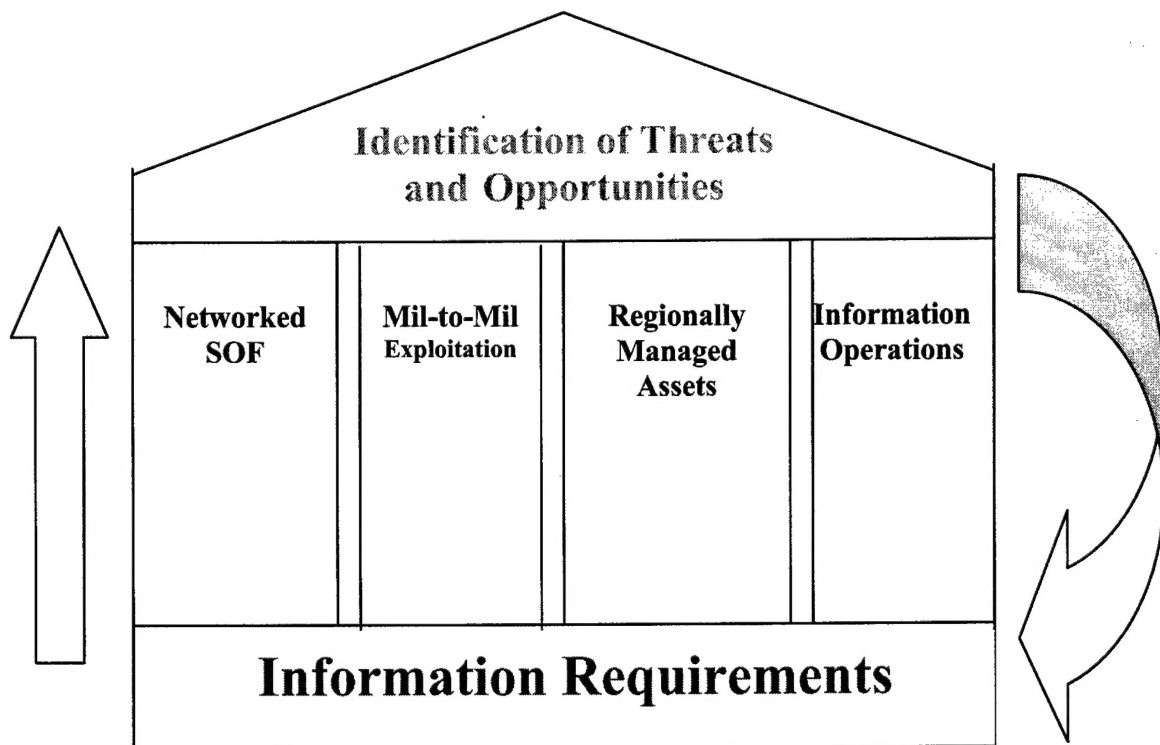 Identification of Threats
and Opportunities
Networked
SOF
Mil-to-Mil
Exploitation
Regionally
Managed
Assets
Information
Operations
Information Requirements